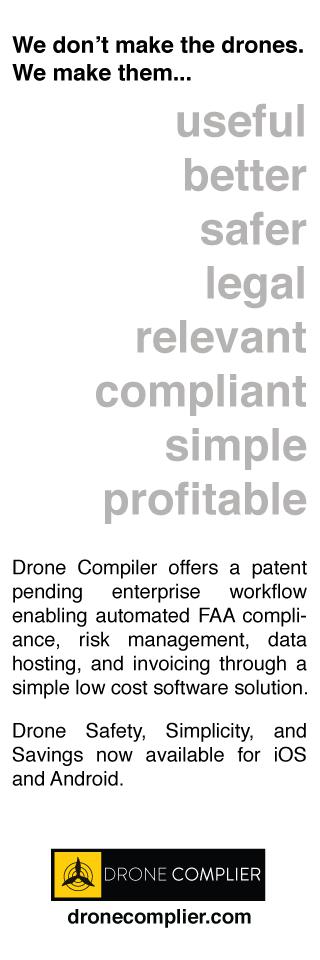 We don’t make the drones.
We make them...
useful
better
safer
legal
relevant
compliant
simple
profitable
Drone Compiler offers a patent
pending enterprise workflow
enabling automated FAA compli-
ance, risk management, data
hosting, and invoicing through a
simple low cost software solution.
Drone Safety, Simplicity, and
Savings now available for iOS
and Android.
DRONE COMPLIER
dronecomplier.com